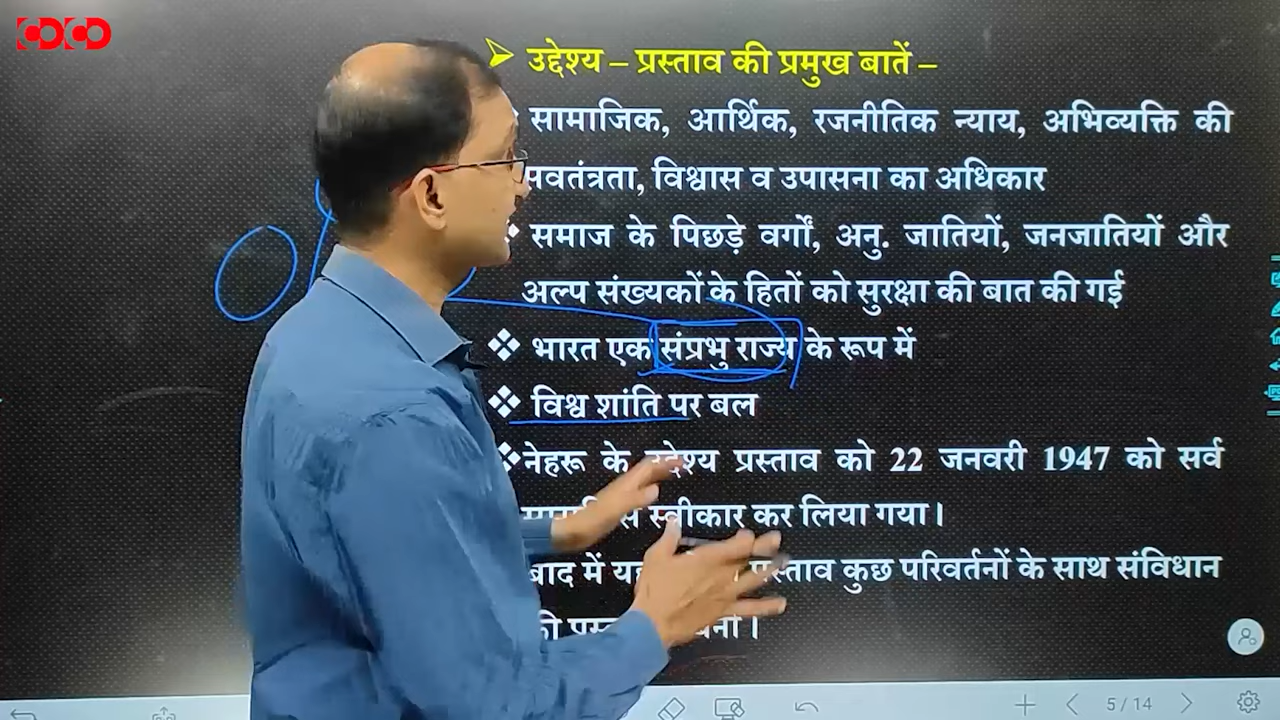 COCO
उद्देश्य – प्रस्ताव की प्रमुख बातें –
सामाजिक, आर्थिक, रजनीतिक न्याय, अभिव्यक्ति की
सवतंत्रता, विश्वास व उपासना का अधिकार
समाज के पिछड़े वर्गों, अनु. जातियों, जनजातियों और
अल्प संख्यकों के हितों को सुरक्षा की बात की गई
भारत एक संप्रभु राज्य के रूप में
विश्व शांति पर बल
नेहरू के उद्देश्य प्रस्ताव को 22 जनवरी 1947 को सर्व
स्वीकार कर लिया गया।
बाद में प्रस्ताव कुछ परिवर्तनों के साथ संविधान
5/14